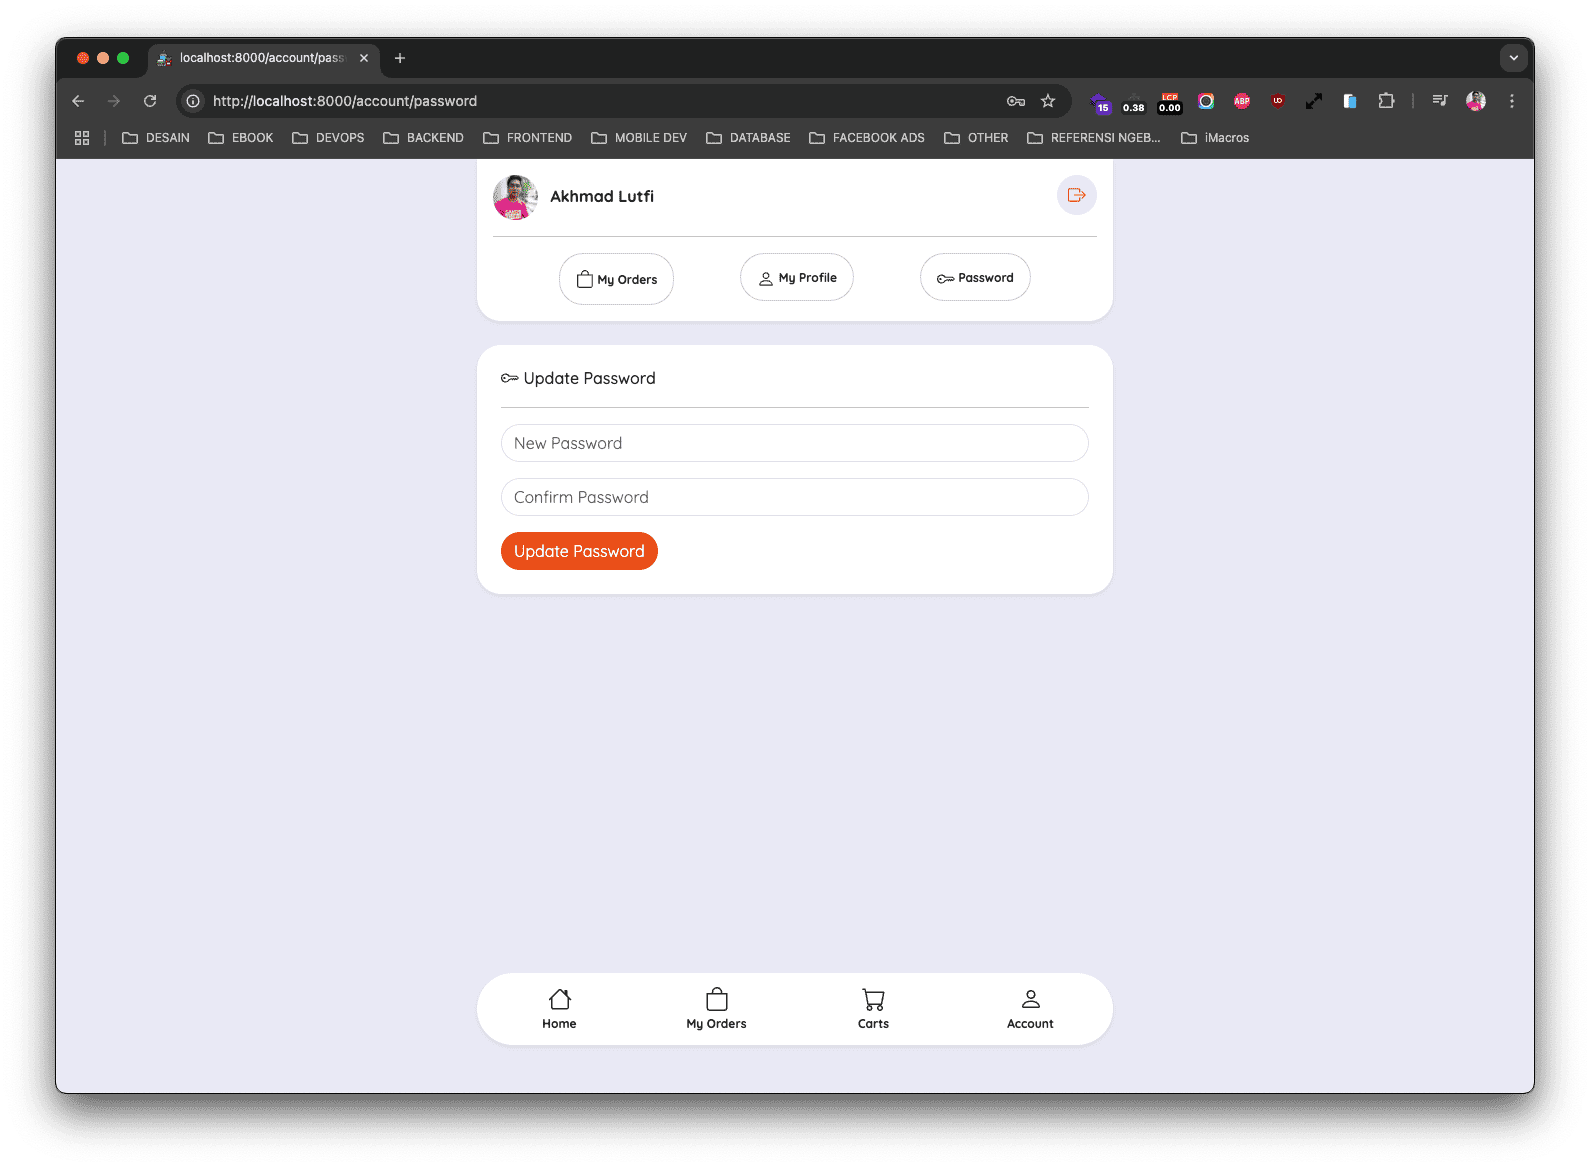 localhost:8000/account/pass
http://localhost:8000/account/password
15
0.38
LCP
0.00
ABP
DESAIN
EBOOK
DEVOPS
BACKEND
FRONTEND
MOBILE DEV
DATABASE
FACEBOOK ADS
OTHER
REFERENSI NGEB...
iMacros
Akhmad Lutfi
My Orders
My Profile
Password
Update Password
New Password
Confirm Password
Update Password
Home
My Orders
Carts
Account